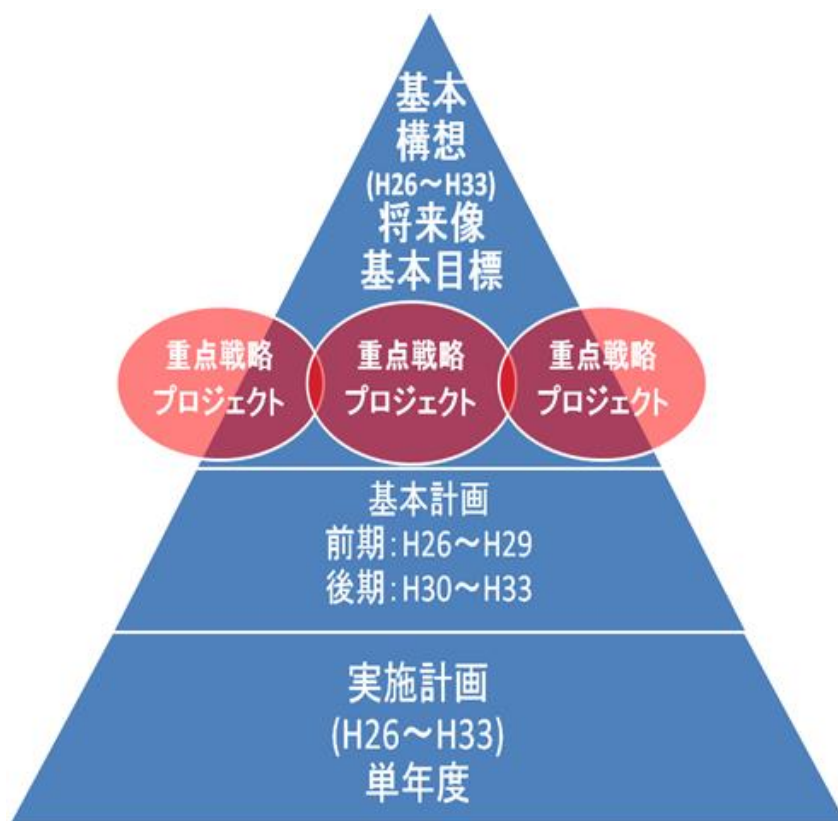 基本
構想
(H26～H33)
将来像
基本目標
重点戦略
プロジェクト
重点戦略
プロジェクト
重点戦略
プロジェクト
基本計画
前期：H26～H29
後期：H30～H33
実施計画
(H26～H33)
単年度